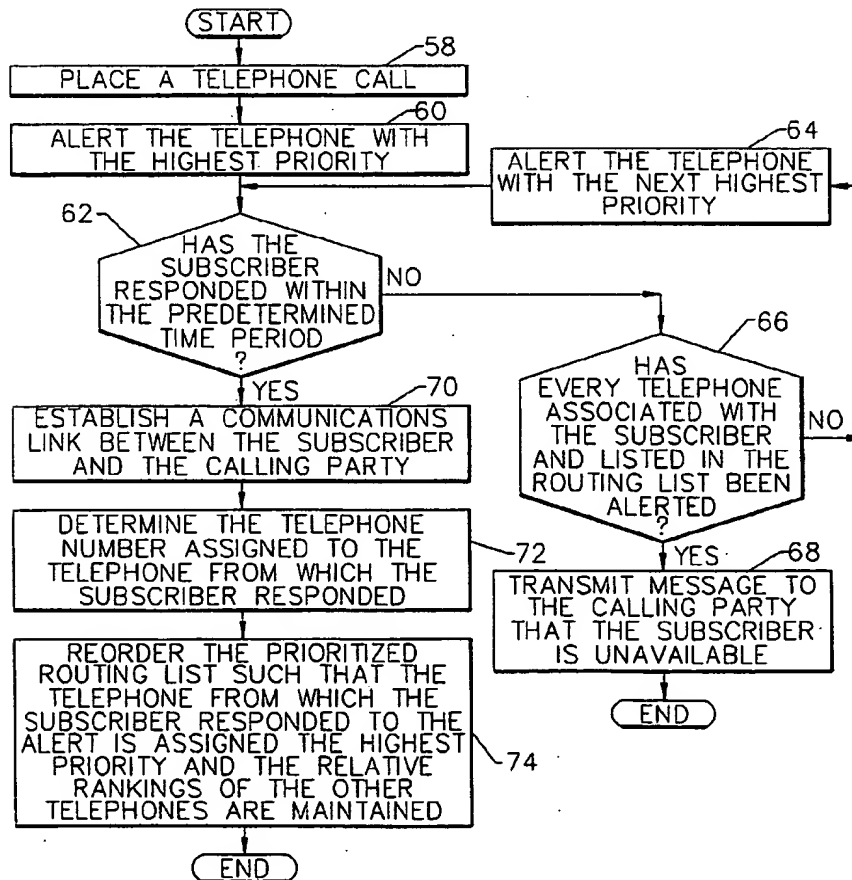 START
58
PLACE A TELEPHONE CALL
60
ALERT THE TELEPHONE WITH
THE HIGHEST PRIORITY
64
ALERT THE TELEPHONE
WITH THE NEXT HIGHEST
PRIORITY
62
HAS THE
SUBSCRIBER
RESPONDED WITHIN
THE PREDETERMINED
TIME PERIOD
?
NO
YES
66
HAS
EVERY TELEPHONE
ASSOCIATED WITH
THE SUBSCRIBER
AND LISTED IN THE
ROUTING LIST BEEN
ALERTED
?
NO
YES
70
ESTABLISH A COMMUNICATIONS
LINK BETWEEN THE SUBSCRIBER
AND THE CALLING PARTY
DETERMINE THE TELEPHONE
NUMBER ASSIGNED TO THE
TELEPHONE FROM WHICH THE
SUBSCRIBER RESPONDED
72
68
TRANSMIT MESSAGE TO
THE CALLING PARTY
THAT THE SUBSCRIBER
IS UNAVAILABLE
END
REORDER THE PRIORITIZED
ROUTING LIST SUCH THAT THE
TELEPHONE FROM WHICH THE
SUBSCRIBER RESPONDED TO THE
ALERT IS ASSIGNED THE HIGHEST
PRIORITY AND THE RELATIVE
RANKINGS OF THE OTHER
TELEPHONES ARE MAINTAINED
74
END